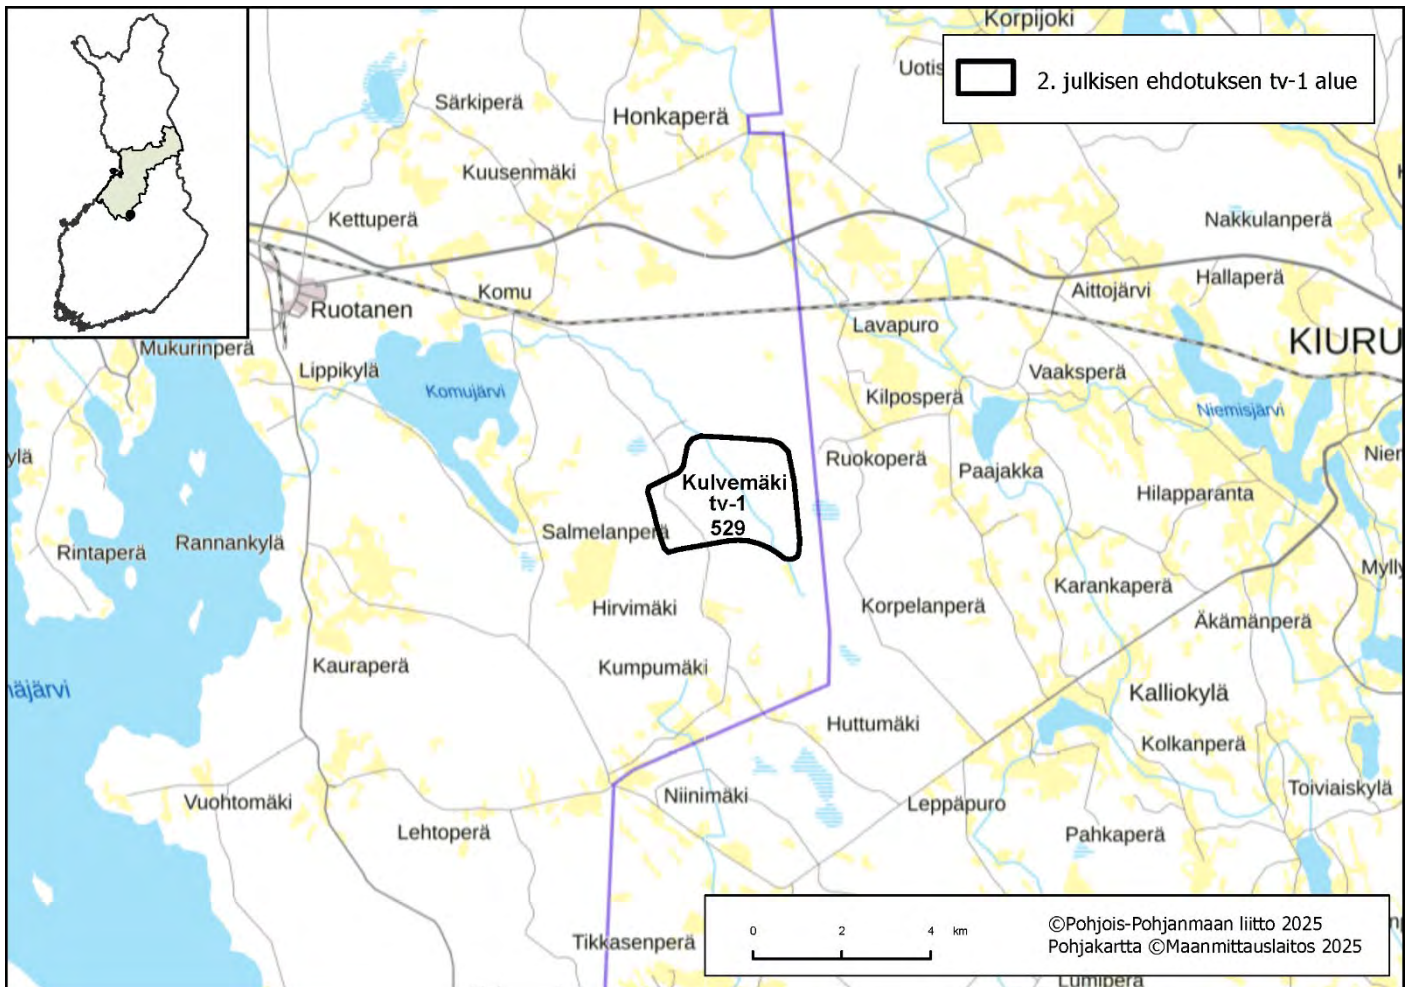 Korpijoki
Uotis
2. julkisen ehdotuksen tv-1 alue
Särkiperä
Honkaperä
Kuusenmäki
Kettuperä
Nakkulanperä
Hallaperä
Aittojärvi
Komu
Ruotanen
Lavapuro
KIURU
Mukurinperä
Lippikylä
Vaaksperä
Komujärvi
Kilposperä
Niemisjärvi
ylä
Ruokoperä
Nier
Paajakka
Kulvemäki
tv-1
529
Hilapparanta
Salmelanperä
Rintaperä
Rannankylä
Mylly
Karankaperä
Hirvimäki
Korpelanperä
Äkämänperä
Kauraperä
Kumpumäki
näjärvi
Kalliokylä
Huttumäki
Kolkanperä
Toiviaiskylä
Vuohtomäki
Niinimäki
Leppäpuro
Lehtoperä
Pahkaperä
Tikkasenperä
0 2 4 km
©Pohjois-Pohjanmaan liitto 2025
Pohjakartta ©Maanmittauslaitos 2025
Lumiperä